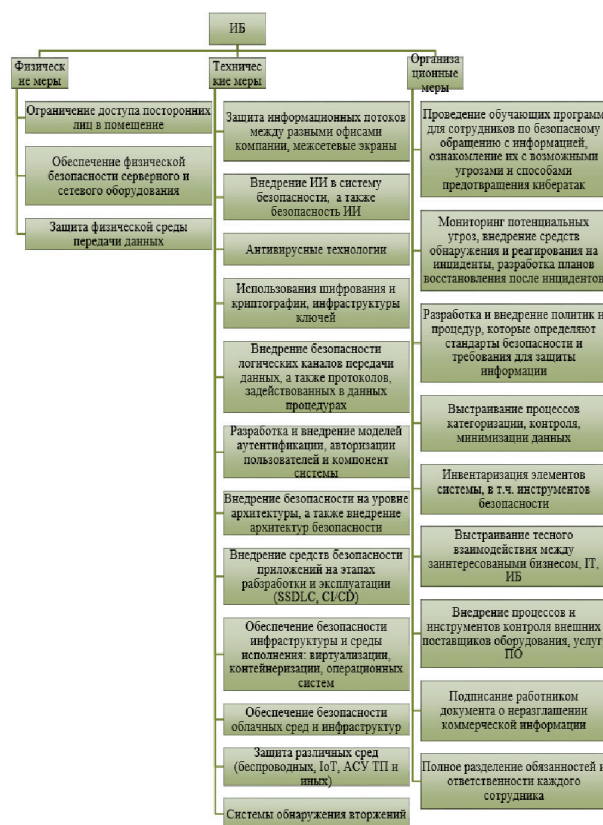 ИБ
Физическ
ие меры
Ограничение доступа посторонних
лиц в помещение
Обеспечение физической
безопасности серверного и
сетевого оборудования
Защита физической среды
передачи данных
Техничес
кие меры
Защита информационных потоков
между разными офисами
компании, межсетевые экраны
Внедрение ИИ в систему
безопасности, а также
безопасность ИИ
Антивирусные технологии
Использования шифрования и
криптографии, инфраструктуры
ключей
Внедрение безопасности
логических каналов передачи
данных, а также протоколов,
задействованных в данных
процедурах
Разработка и внедрение моделей
аутентификации, авторизации
пользователей и компонент
системы
Внедрение безопасности на уровне
архитектуры, а также внедрение
архитектур безопасности
Внедрение средств безопасности
приложений на этапах
рабзработки и эксплуатации
(SSDLC, CI/CD)
Обеспечение безопасности
инфраструктуры и среды
исполнения: виртуализации,
контейнеризации, операционных
систем
Обеспечение безопасности
облачных сред и инфраструктур
Защита различных сред
(беспроводных, IoT, АСУ ТП и
иных)
Системы обнаружения вторжений
Организа
ционные
меры
Проведение обучающих программ
для сотрудников по безопасному
обращению с информацией,
ознакомление их с возможными
угрозами и способами
предотвращения кибератак
Мониторинг потенциальных
угроз, внедрение средств
обнаружения и реагирования на
инциденты, разработка планов
восстановления после инцидентов
Разработка и внедрение политик и
процедур, которые определяют
стандарты безопасности и
требования для защиты
информации
Выстраивание процессов
категоризации, контроля,
минимизации данных
Инвентаризация элементов
системы, в т.ч. инструментов
безопасности
Выстраивание тесного
взаимодействия между
заинтересоваными бизнесом, IT,
ИБ
Внедрение процессов и
инструментов контроля внешних
поставщиков оборудования, услуг,
ПО
Подписание работником
документа о неразглашении
коммерческой информации
Полное разделение обязанностей и
ответственности каждого
сотрудника